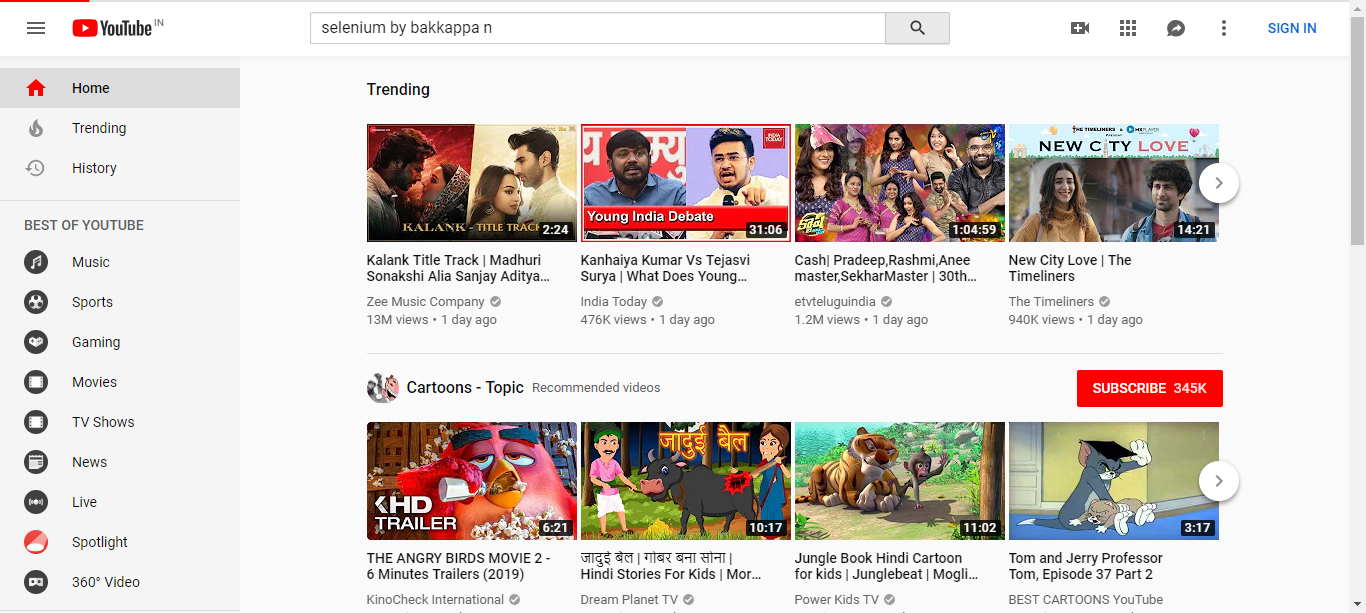 YouTube IN
selenium by bakkappa n
SIGN IN
Home
Trending
History
BEST OF YOUTUBE
Music
Sports
Gaming
Movies
TV Shows
News
Live
Spotlight
360° Video
Trending
KALANK - TITLE TRACK
2:24
INDIA TODAY
Young India Debate
31:06
1:04:59
THE TIMELINERS & MXPLAYER
PRESENT
NEW CITY LOVE
14:21
Kalank Title Track | Madhuri
Sonakshi Alia Sanjay Aditya...
Zee Music Company
13M views • 1 day ago
Kanhaiya Kumar Vs Tejasvi
Surya | What Does Young...
India Today
476K views • 1 day ago
Cash| Pradeep,Rashmi,Anee
master,SekharMaster | 30th...
etvteluguindia
1.2M views • 1 day ago
New City Love | The
Timeliners
The Timeliners
940K views • 1 day ago
Cartoons - Topic Recommended videos
SUBSCRIBE 345K
KHD
TRAILER
6:21
जादुई बैल
10:17
11:02
3:17
THE ANGRY BIRDS MOVIE 2 -
6 Minutes Trailers (2019)
KinoCheck International
जादुई बैल | गोबर बना सोना |
Hindi Stories For Kids | Mor...
Dream Planet TV
Jungle Book Hindi Cartoon
for kids | Junglebeat | Mogli...
Power Kids TV
Tom and Jerry Professor
Tom, Episode 37 Part 2
BEST CARTOONS YouTube